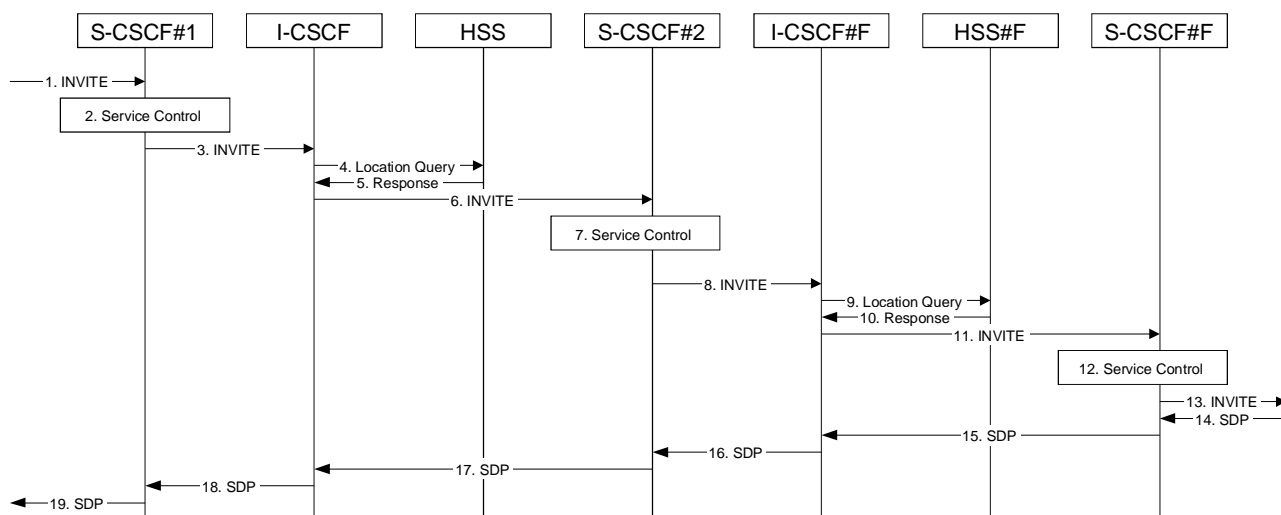 S-CSCF#1
I-CSCF
HSS
S-CSCF#2
I-CSCF#F
HSS#F
S-CSCF#F
1. INVITE
2. Service Control
3. INVITE
4. Location Query
5. Response
6. INVITE
7. Service Control
8. INVITE
9. Location Query
10. Response
11. INVITE
12. Service Control
13. INVITE
14. SDP
15. SDP
16. SDP
17. SDP
18. SDP
19. SDP